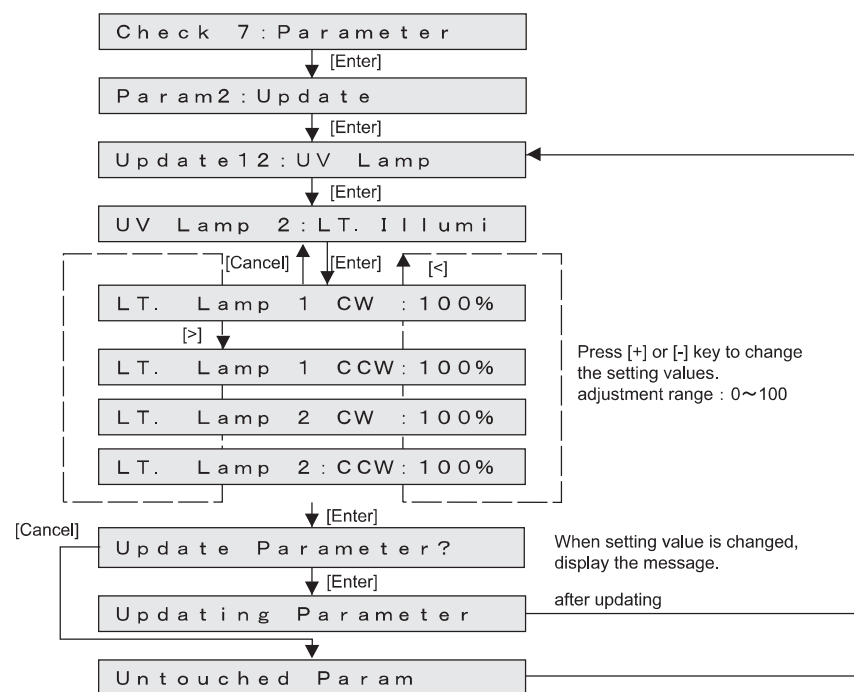 Check 7:Parameter
[Enter]
Param2:Update
[Enter]
Update12:UV Lamp
[Enter]
UV Lamp 2:LT. Illumi
[Cancel] [Enter] [<]
LT. Lamp 1 CW :100%
[>]
LT. Lamp 1 CCW:100%
LT. Lamp 2 CW :100%
LT. Lamp 2:CCW:100%
Press [+] or [-] key to change
the setting values.
adjustment range : 0～100
[Enter]
[Cancel]
Update Parameter?
When setting value is changed,
display the message.
[Enter]
Updating Parameter
after updating
Untouched Param